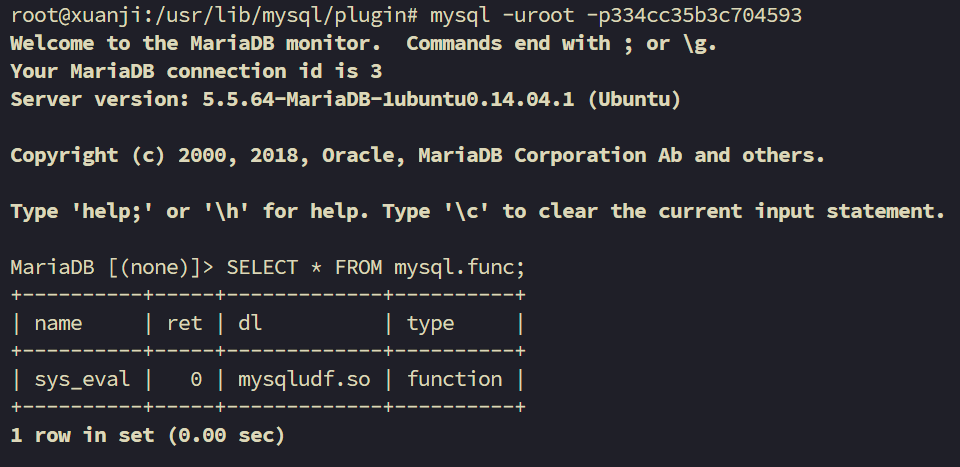 root@xuanji:/usr/lib/mysql/plugin# mysql -uroot -p334cc35b3c704593
Welcome to the MariaDB monitor.  Commands end with ; or \g.
Your MariaDB connection id is 3
Server version: 5.5.64-MariaDB-1ubuntu0.14.04.1 (Ubuntu)

Copyright (c) 2000, 2018, Oracle, MariaDB Corporation Ab and others.

Type 'help;' or '\h' for help. Type '\c' to clear the current input statement.

MariaDB [(none)]> SELECT * FROM mysql.func;
+----------+-----+-------------+----------+
| name     | ret | dl          | type     |
+----------+-----+-------------+----------+
| sys_eval |   0 | mysqludf.so | function |
+----------+-----+-------------+----------+
1 row in set (0.00 sec)